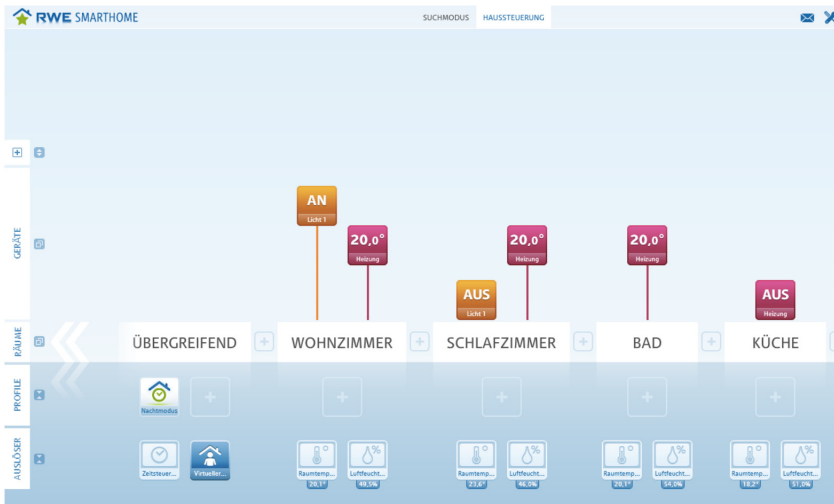 RWE SMARTHOME
SUCHMODUS HAUSSTEUERUNG
GERÄTE
AN
Licht 1
20,0°
Heizung
AUS
Licht 1
20,0°
Heizung
20,0°
Heizung
AUS
Heizung
RÄUME
ÜBERGREIFEND WOHNZIMMER SCHLAFZIMMER BAD KÜCHE
PROFILE
Nachtmodus
AUSLÖSER
Zeitsteuer... Virtueller... Raumtemp... Luftfeucht... Raumtemp... Luftfeucht... Raumtemp... Luftfeucht... Raumtemp... Luftfeucht...
20,1° 49,5% 23,6° 46,0% 20,1° 54,0% 18,2° 51,0%